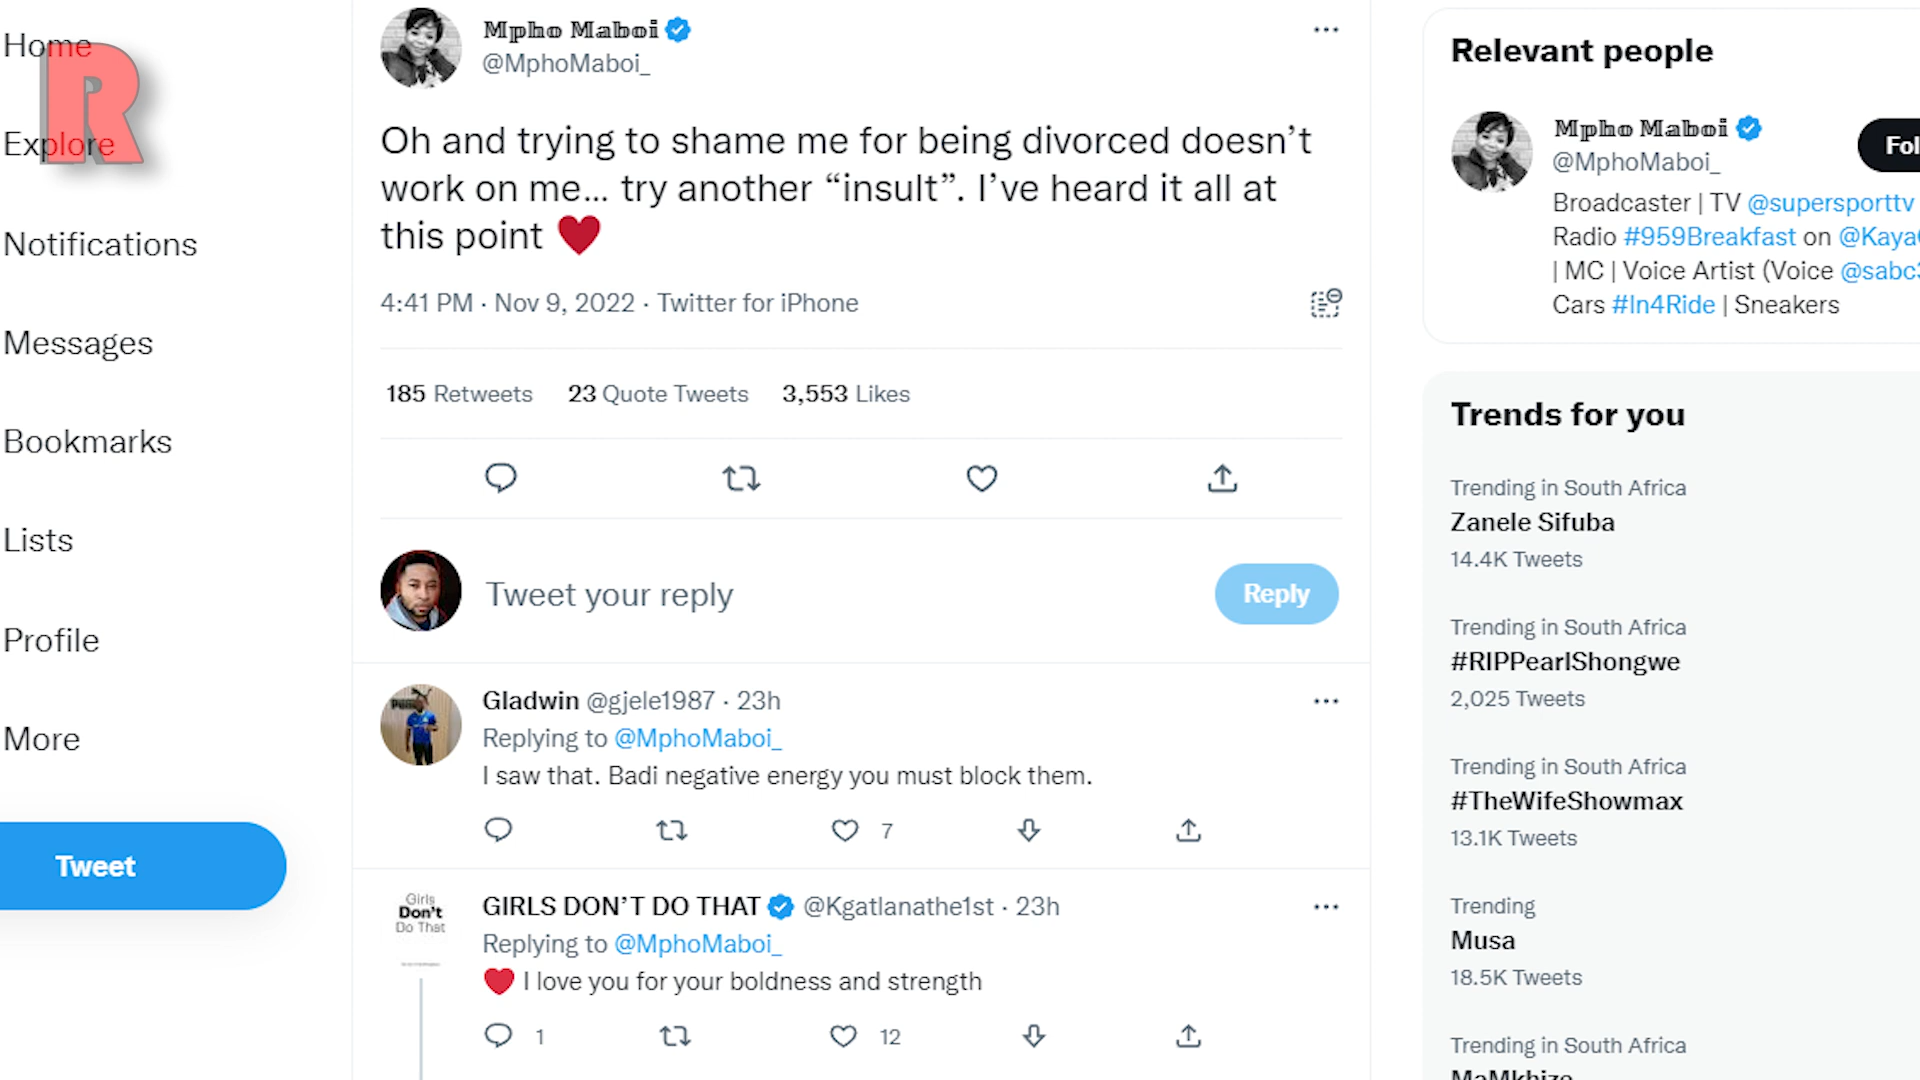 Home
R
Explore
Notifications
Messages
Bookmarks
Lists
Profile
More
Tweet
Mpho Maboi
@MphoMaboi_
Oh and trying to shame me for being divorced doesn’t
work on me... try another “insult”. I’ve heard it all at
this point ❤️
4:41 PM · Nov 9, 2022 · Twitter for iPhone
185 Retweets 23 Quote Tweets 3,553 Likes
Tweet your reply
Reply
Gladwin @gjele1987 · 23h
Replying to @MphoMaboi_
I saw that. Badi negative energy you must block them.
7
Girls
Don’t
Do That
GIRLS DON’T DO THAT @Kgatlanathe1st · 23h
Replying to @MphoMaboi_
❤️ I love you for your boldness and strength
1 12
Relevant people
Mpho Maboi
@MphoMaboi_
Fol
Broadcaster | TV @supersporttv
Radio #959Breakfast on @Kaya
| MC | Voice Artist (Voice @sabc3
Cars #In4Ride | Sneakers
Trends for you
Trending in South Africa
Zanele Sifuba
14.4K Tweets
Trending in South Africa
#RIPPearlShongwe
2,025 Tweets
Trending in South Africa
#TheWifeShowmax
13.1K Tweets
Trending
Musa
18.5K Tweets
Trending in South Africa
MaMkhize